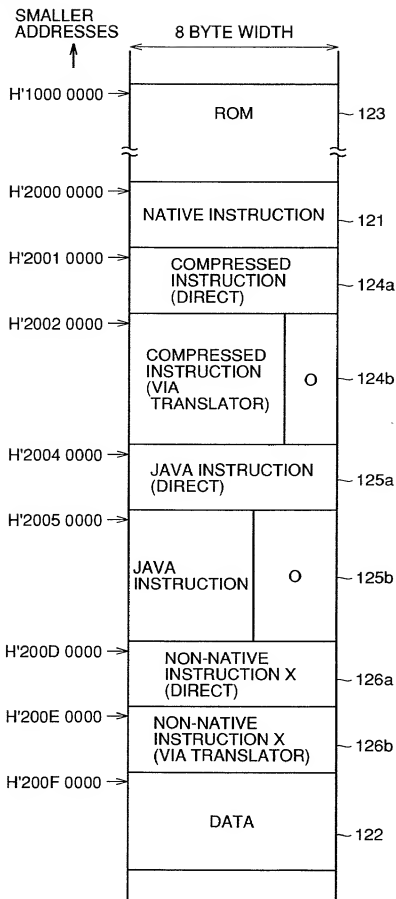 SMALLER
ADDRESSES
8 BYTE WIDTH
H'1000 0000
ROM
123
H'2000 0000
NATIVE INSTRUCTION
121
H'2001 0000
COMPRESSED
INSTRUCTION
(DIRECT)
124a
H'2002 0000
COMPRESSED
INSTRUCTION
(VIA
TRANSLATOR)
O
124b
H'2004 0000
JAVA INSTRUCTION
(DIRECT)
125a
H'2005 0000
JAVA
INSTRUCTION
O
125b
H'200D 0000
NON-NATIVE
INSTRUCTION X
(DIRECT)
126a
H'200E 0000
NON-NATIVE
INSTRUCTION X
(VIA TRANSLATOR)
126b
H'200F 0000
DATA
122